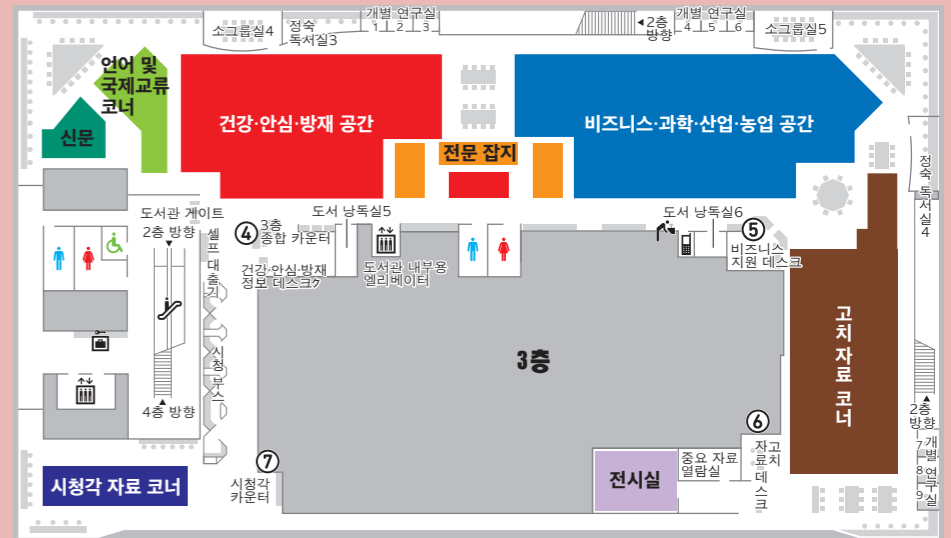 소그룹실4
정숙
독서실3
개별 연구실
1 2 3
◀2층
방향
개별 연구실
4 5 6
소그룹실5
언어 및
국제교류
코너
신문
건강·안심·방재 공간
전문 잡지
비즈니스·과학·산업·농업 공간
정숙 독서실4
도서관 게이트
2층 방향
▼
셀프 대출기
④
3층
종합 카운터
도서 낭독실5
도서 낭독실6
⑤
비즈니스
지원 데스크
건강·안심·방재
정보 데스크
도서관 내부용
엘리베이터
시청 부스
3층
고치 자료 코너
▲
4층 방향
▲
2층
방향
7 8 9
개별 연구실
⑥
고치
자료 데스크
⑦
시청각
카운터
시청각 자료 코너
전시실
중요 자료
열람실